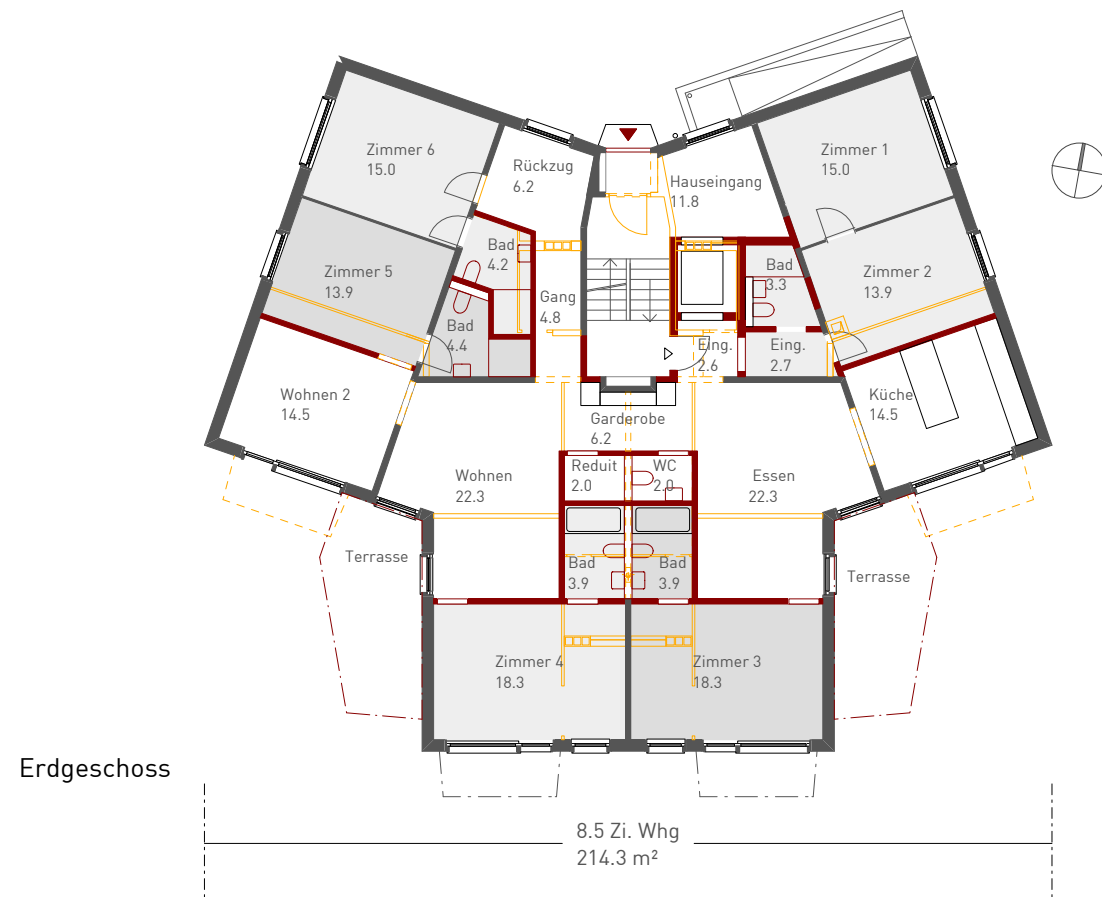 Zimmer 6
15.0
Rückzug
6.2
Hauseingang
11.8
Zimmer 1
15.0
Bad
4.2
Zimmer 5
13.9
Gang
4.8
Bad
3.3
Zimmer 2
13.9
Bad
4.4
Eing.
2.6
Eing.
2.7
Wohnen 2
14.5
Küche
14.5
Garderobe
6.2
Wohnen
22.3
Reduit
2.0
WC
2.0
Essen
22.3
Terrasse
Bad
3.9
Bad
3.9
Terrasse
Zimmer 4
18.3
Zimmer 3
18.3
Erdgeschoss
8.5 Zi. Whg
214.3 m²